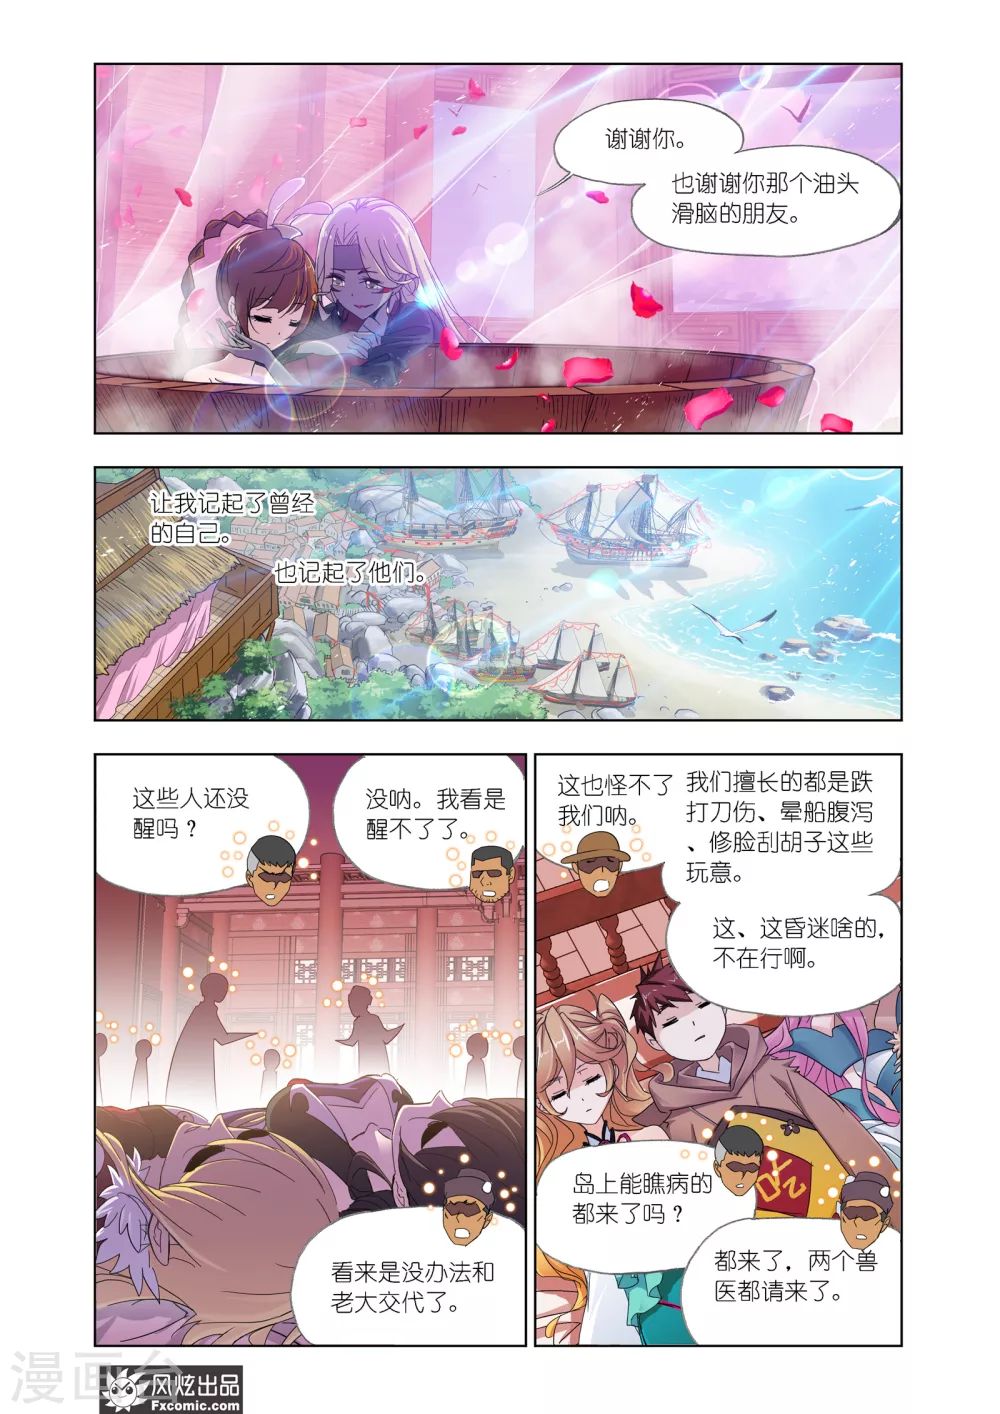 谢谢你。
也谢谢你那个油头
滑脑的朋友。
让我记起了曾经
的自己。
也记起了他们。
这些人还没
醒吗？
没呐。我看是
醒不了了。
看来是没办法和
老大交代了。
这也怪不了
我们呐。
我们擅长的都是跌
打刀伤、晕船腹泻
、修脸刮胡子这些
玩意。
这、这昏迷啥的，
不在行啊。
岛上能瞧病的
都来了吗？
都来了，两个兽
医都请来了。
漫画台
风炫出品
Fxcomic.com